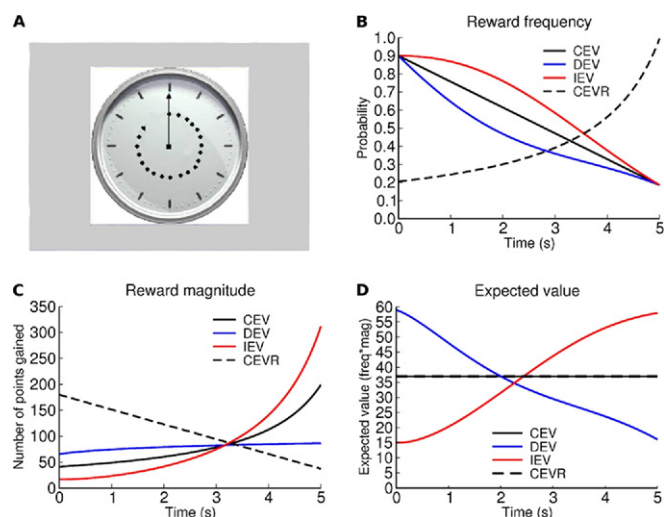 A
B
Reward frequency
CEV
DEV
IEV
CEVR
1.0
0.9
0.8
0.7
0.6
0.5
0.4
0.3
0.2
0.1
0.0
Probability
0 1 2 3 4 5
Time (s)
C
Reward magnitude
CEV
DEV
IEV
CEVR
350
300
250
200
150
100
50
0
Number of points gained
0 1 2 3 4 5
Time (s)
D
Expected value
60
55
50
45
40
35
30
25
20
15
10
5
0
Expected value (freq*mag)
CEV
DEV
IEV
CEVR
0 1 2 3 4 5
Time (s)